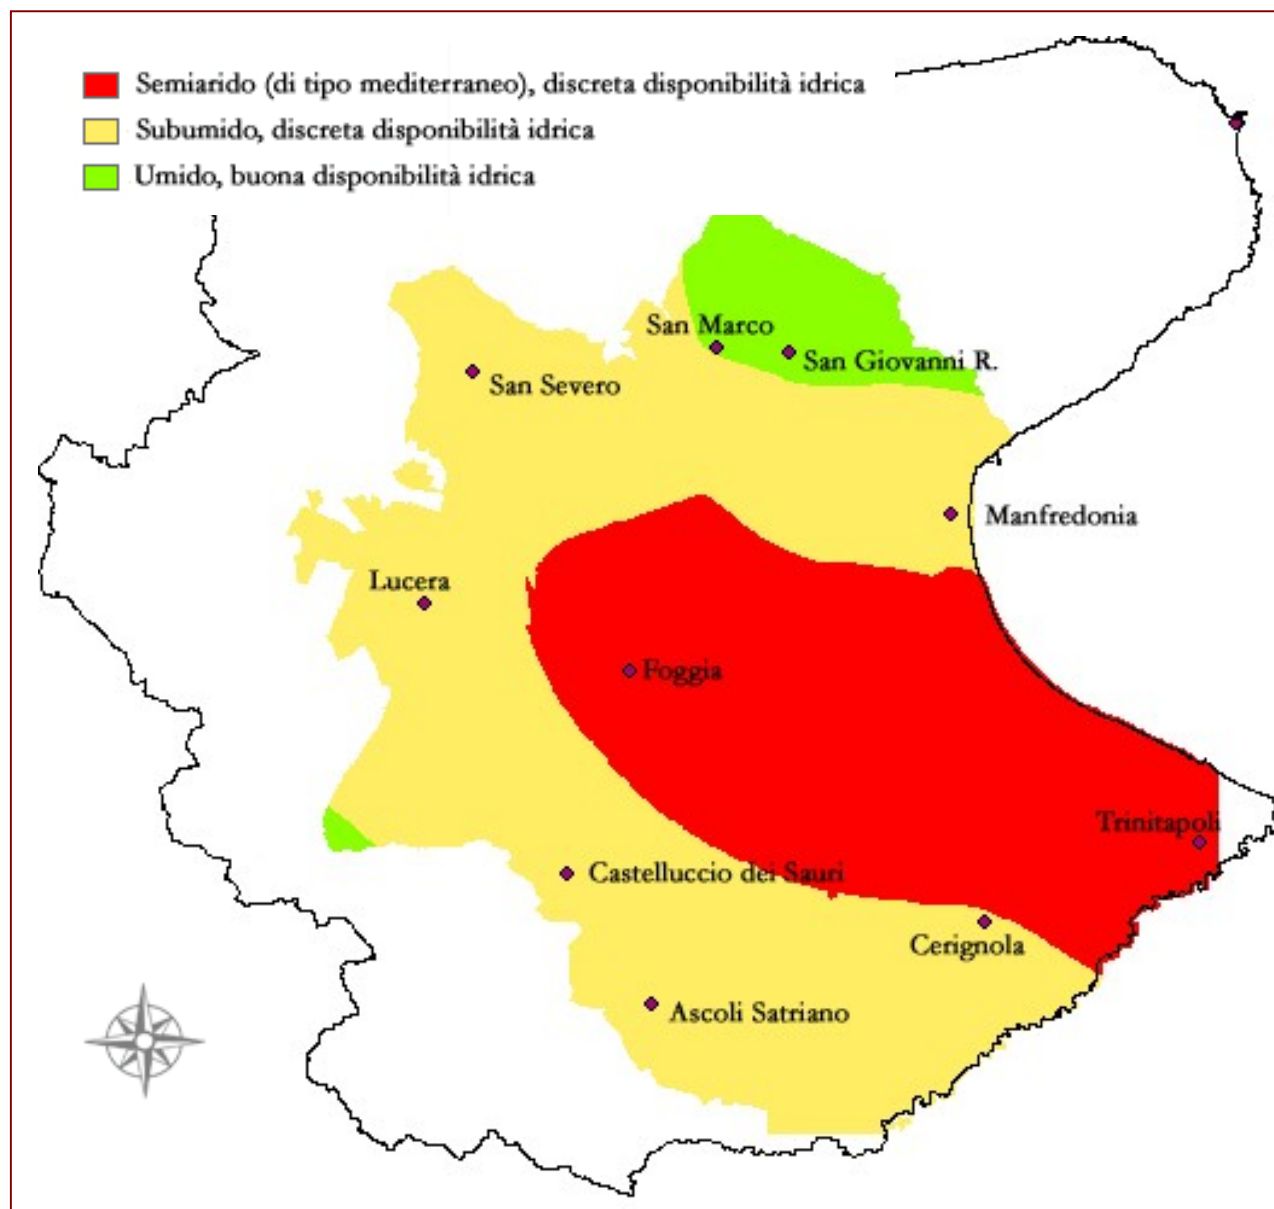 Semiarido (di tipo mediterraneo), discreta disponibilità idrica
Subumido, discreta disponibilità idrica
Umido, buona disponibilità idrica
San Marco
San Giovanni R.
San Severo
Manfredonia
Lucera
Foggia
Trinitapoli
Castelluccio dei Sauri
Cerignola
Ascoli Satriano